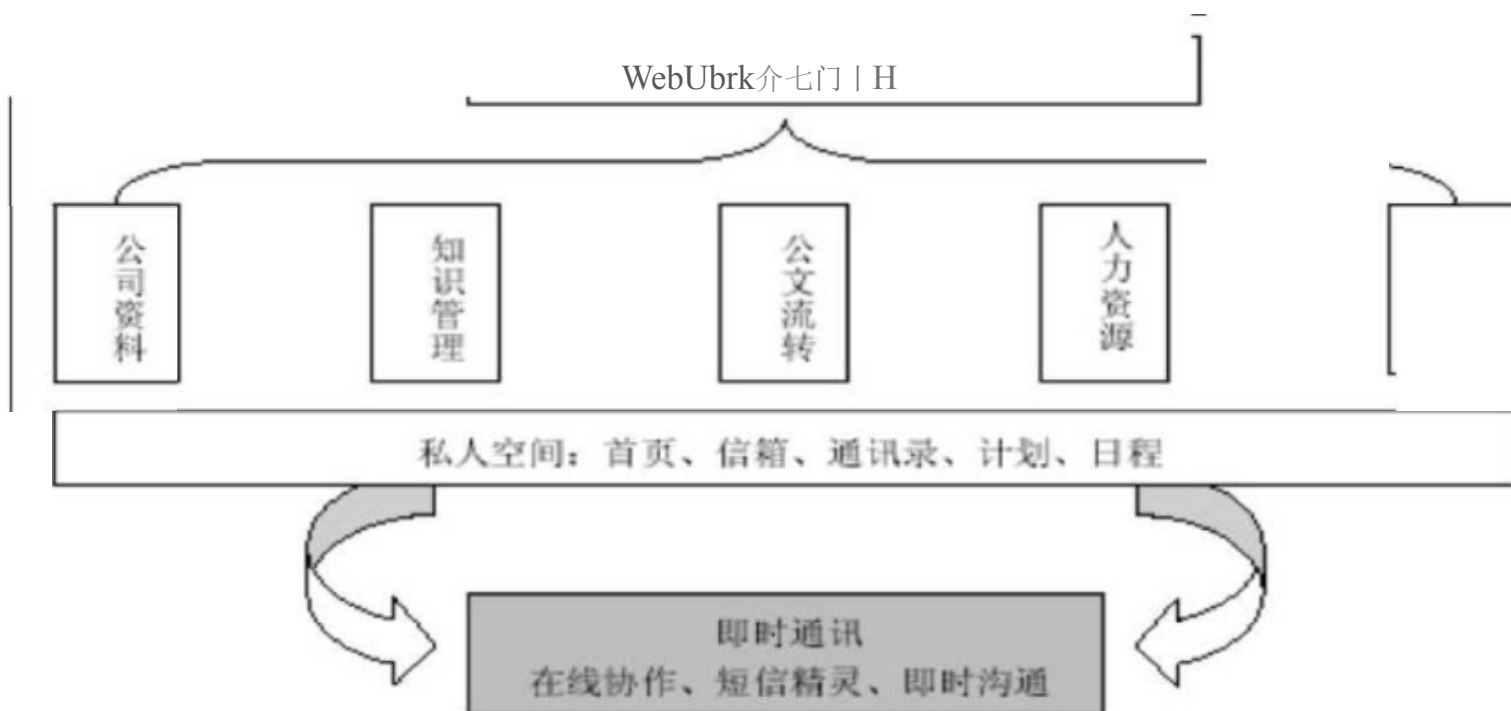 WebUbrk介七门 | H
公司资料
知识管理
公文流转
人力资源
私人空间：首页、信箱、通讯录、计划、日程
即时通讯
在线协作、短信精灵、即时沟通